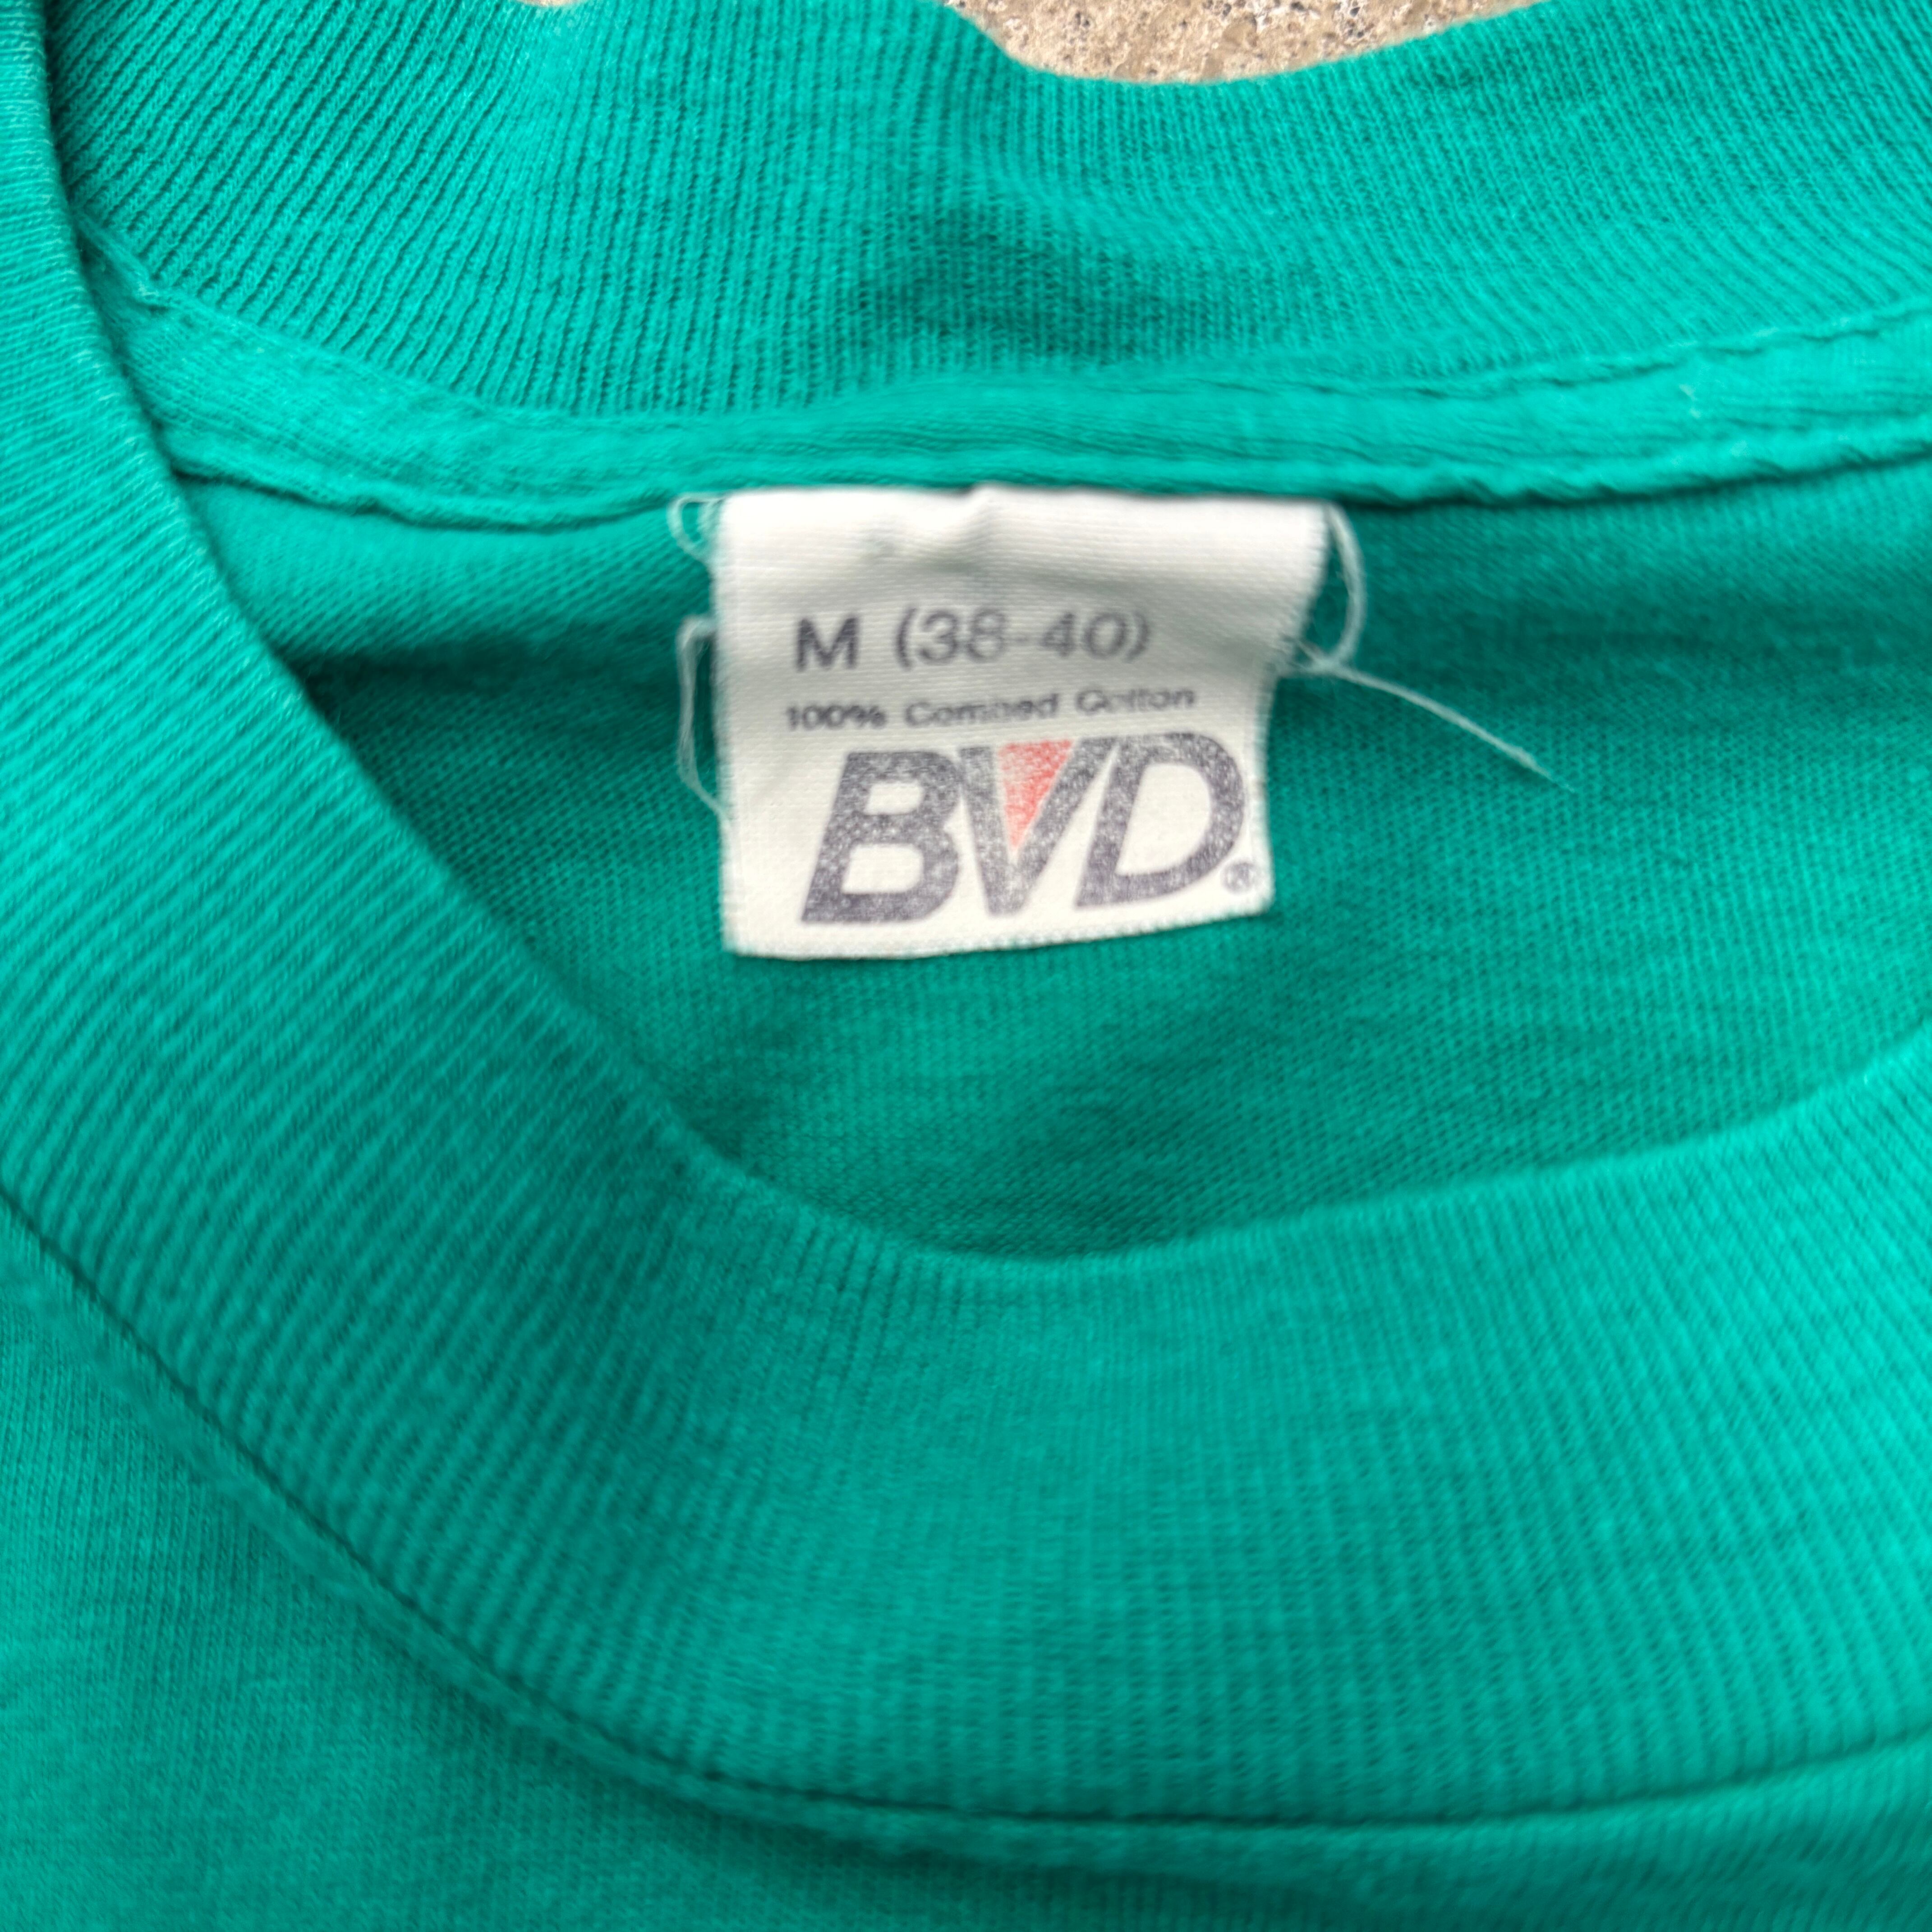 M (38-40)
100% Combed Cotton
BVD®